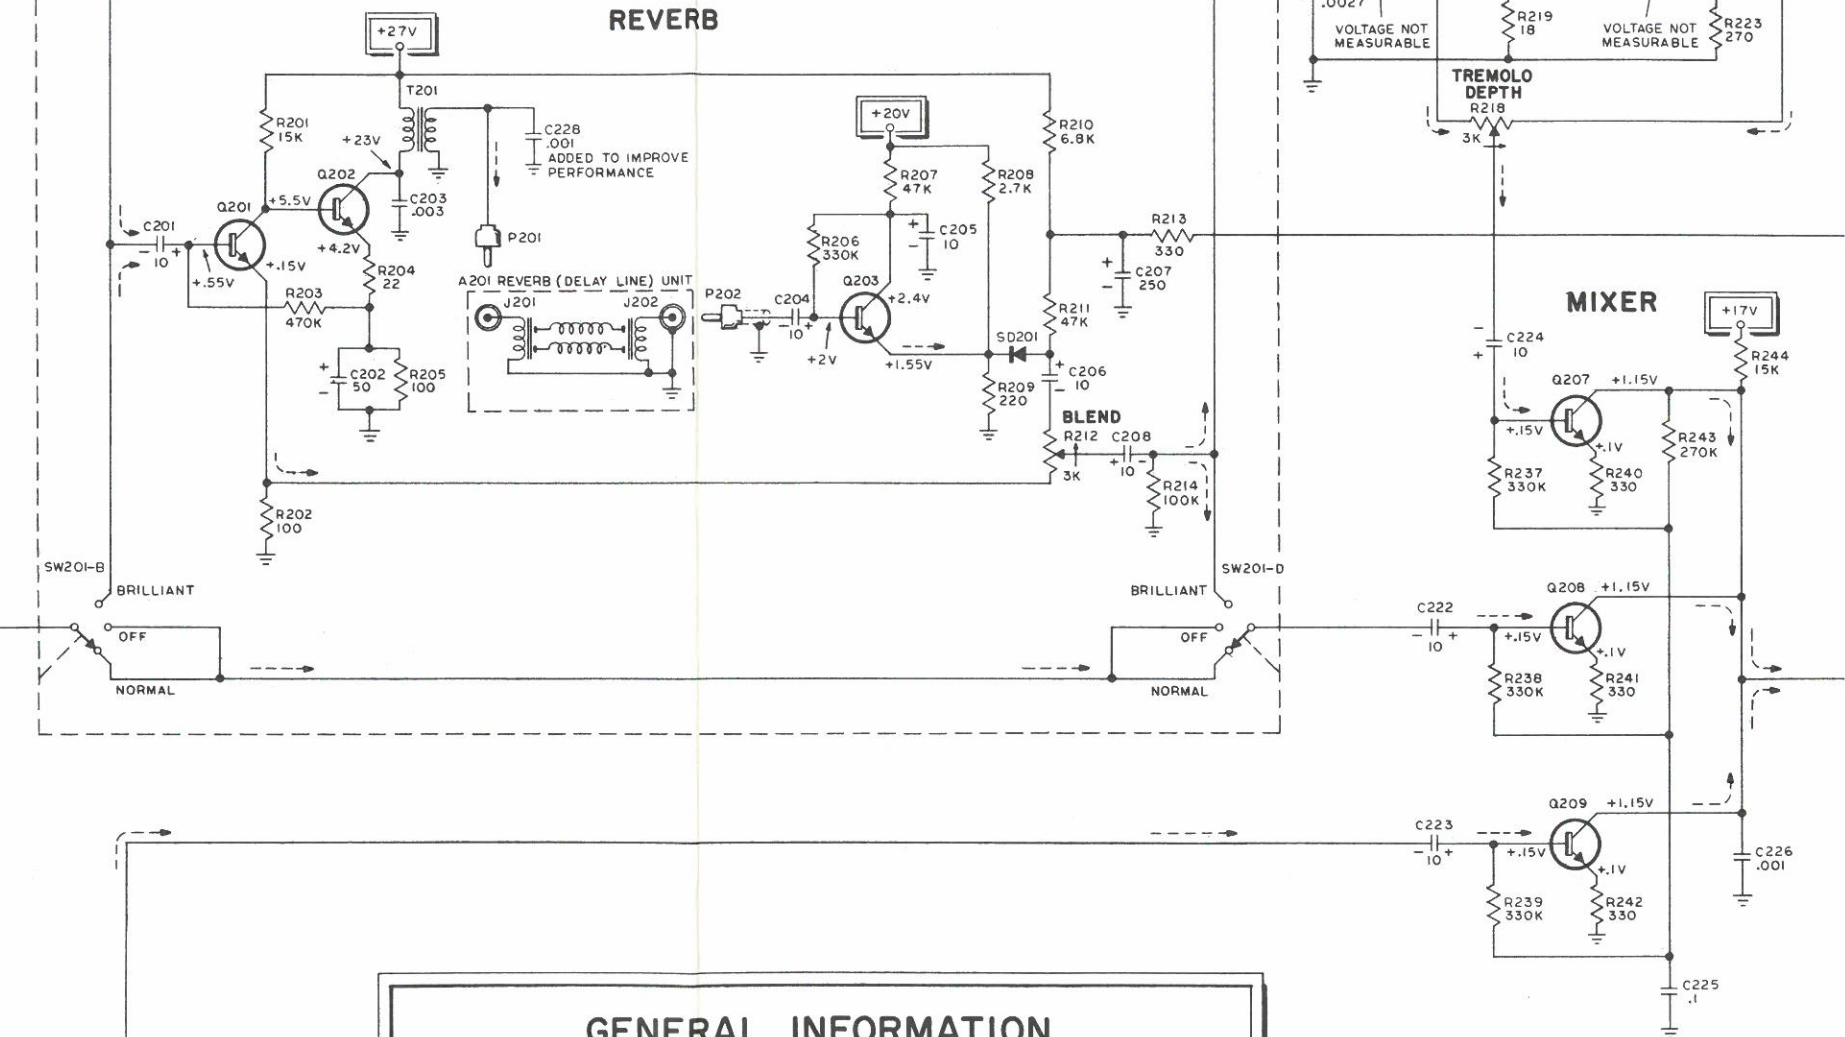 REVERB
+27V
T201
R201
15K
+23V
C228
.001
ADDED TO IMPROVE
PERFORMANCE
Q202
+5.5V
C203
.003
Q201
C201
- 10 +
+.55V
+.15V
+4.2V
R204
22
R203
470K
+
-
C202
50
R205
100
P201
A201 REVERB (DELAY LINE) UNIT
J201
J202
P202
C204
- 10 +
+2V
+20V
R207
47K
R208
2.7K
R206
330K
+
-
C205
10
Q203
+2.4V
+1.55V
SD201
R209
220
R210
6.8K
R213
330
+
-
C207
250
R211
47K
+
-
C206
10
BLEND
R212
3K
C208
+ 10 -
R214
100K
R202
100
SW201-B
BRILLIANT
OFF
NORMAL
SW201-D
BRILLIANT
OFF
NORMAL
.0027
VOLTAGE NOT
MEASURABLE
R219
18
VOLTAGE NOT
MEASURABLE
R223
270
TREMOLO
DEPTH
R218
3K
MIXER
+17V
-
+
C224
10
R244
15K
Q207
+1.15V
+.15V
+.1V
R243
270K
R237
330K
R240
330
Q208
+1.15V
C222
- 10 +
+.15V
+.1V
R238
330K
R241
330
Q209
+1.15V
C223
- 10 +
+.15V
+.1V
R239
330K
R242
330
C226
.001
C225
.1
GENERAL INFORMATION